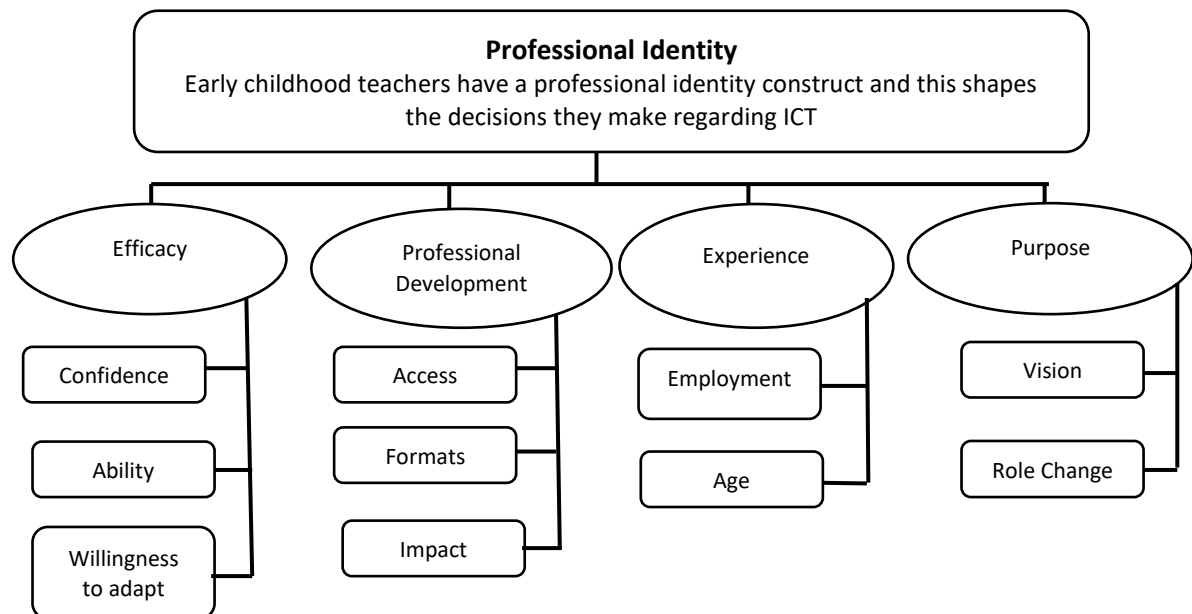 Professional Identity
Early childhood teachers have a professional identity construct and this shapes
the decisions they make regarding ICT
Efficacy
Professional
Development
Experience
Purpose
Confidence
Access
Employment
Vision
Ability
Formats
Age
Role Change
Willingness
to adapt
Impact